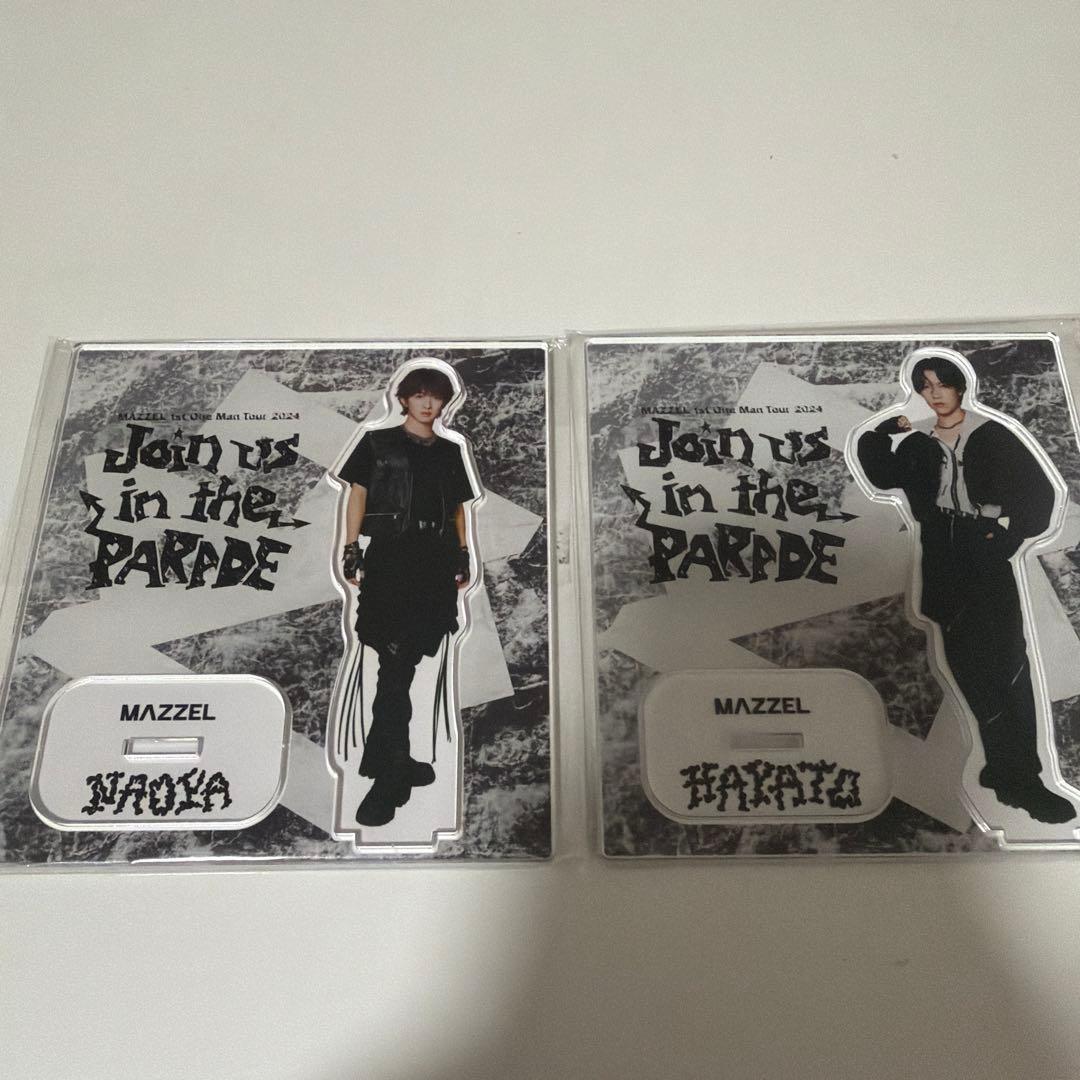 MAZZEL 1st One Man Tour 2024
Join us
in the
PARADE
MAZZEL
NAOYA
MAZZEL 1st One Man Tour 2024
Join us
in the
PARADE
MAZZEL
HAYATO